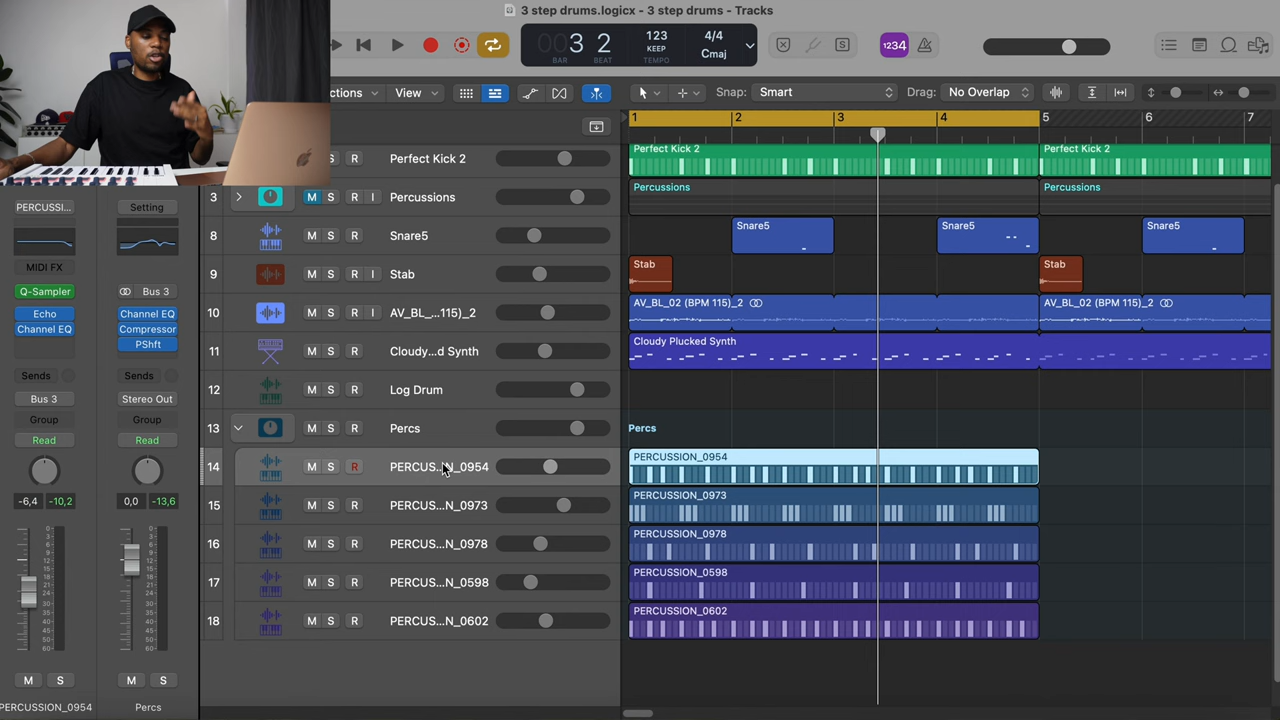 3 step drums.logicx - 3 step drums - Tracks
003 2
BAR BEAT
123
KEEP
TEMPO
4/4
Cmaj
1234
ctions View
Snap: Smart
Drag: No Overlap
1 2 3 4 5 6 7
R Perfect Kick 2
Perfect Kick 2 Perfect Kick 2
3 M S R I Percussions
Percussions Percussions
8 M S R Snare5
Snare5 Snare5 Snare5
9 M S R I Stab
Stab Stab
10 M S R I AV_BL_...115)_2
AV_BL_02 (BPM 115)_2 AV_BL_02 (BPM 115)_2
11 M S R Cloudy...d Synth
Cloudy Plucked Synth
12 M S R Log Drum
13 M S R Percs
Percs
14 M S R PERCUS...N_0954
PERCUSSION_0954
15 M S R PERCUS...N_0973
PERCUSSION_0973
16 M S R PERCUS...N_0978
PERCUSSION_0978
17 M S R PERCUS...N_0598
PERCUSSION_0598
18 M S R PERCUS...N_0602
PERCUSSION_0602
PERCUSSI... Setting
MIDI FX
Q-Sampler Bus 3
Echo Channel EQ
Channel EQ Compressor
PShft
Sends Sends
Bus 3 Stereo Out
Group Group
Read Read
-6,4 -10,2 0,0 -13,6
M S M S
PERCUSSION_0954 Percs